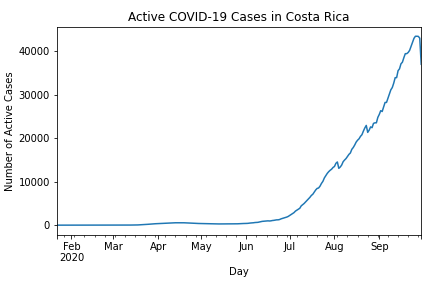 Active COVID-19 Cases in Costa Rica
Number of Active Cases
40000
30000
20000
10000
0
Feb Mar Apr May Jun Jul Aug Sep
2020
Day